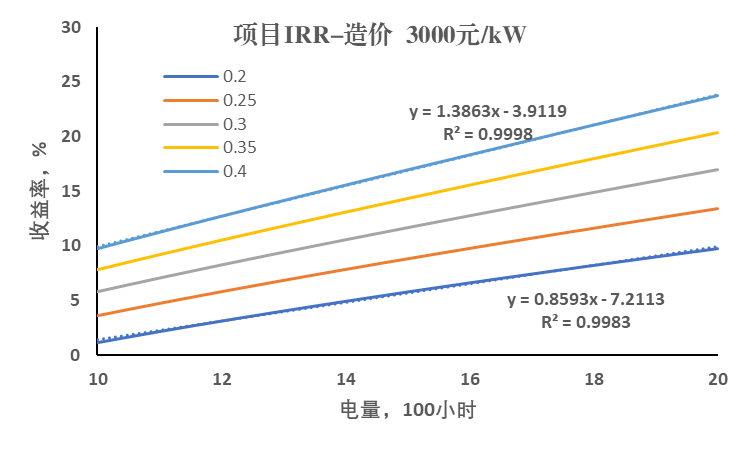 项目IRR–造价 3000元/kW
30
25
20
15
10
5
0
收益率，%
0.2
0.25
0.3
0.35
0.4
y = 1.3863x - 3.9119
R² = 0.9998
y = 0.8593x - 7.2113
R² = 0.9983
10 12 14 16 18 20
电量，100小时